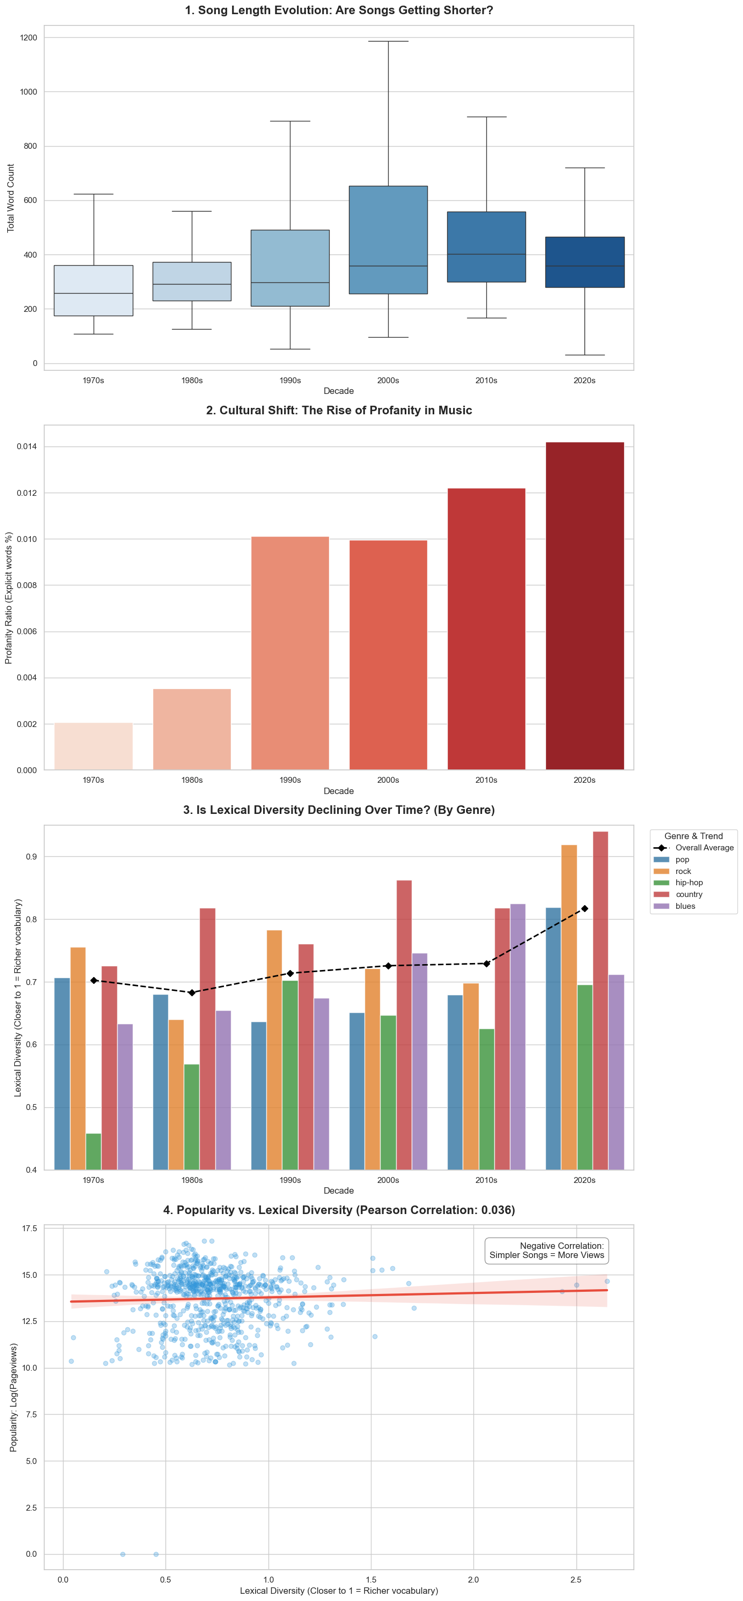 1. Song Length Evolution: Are Songs Getting Shorter?
1200
1000
800
600
400
200
0
Total Word Count
1970s 1980s 1990s 2000s 2010s 2020s
Decade
2. Cultural Shift: The Rise of Profanity in Music
0.014
0.012
0.010
0.008
0.006
0.004
0.002
0.000
Profanity Ratio (Explicit words %)
1970s 1980s 1990s 2000s 2010s 2020s
Decade
3. Is Lexical Diversity Declining Over Time? (By Genre)
0.9
0.8
0.7
0.6
0.5
0.4
Lexical Diversity (Closer to 1 = Richer vocabulary)
1970s 1980s 1990s 2000s 2010s 2020s
Decade
Genre & Trend
Overall Average
pop
rock
hip-hop
country
blues
4. Popularity vs. Lexical Diversity (Pearson Correlation: 0.036)
17.5
15.0
12.5
10.0
7.5
5.0
2.5
0.0
Popularity: Log(Pageviews)
Negative Correlation:
Simpler Songs = More Views
0.0 0.5 1.0 1.5 2.0 2.5
Lexical Diversity (Closer to 1 = Richer vocabulary)